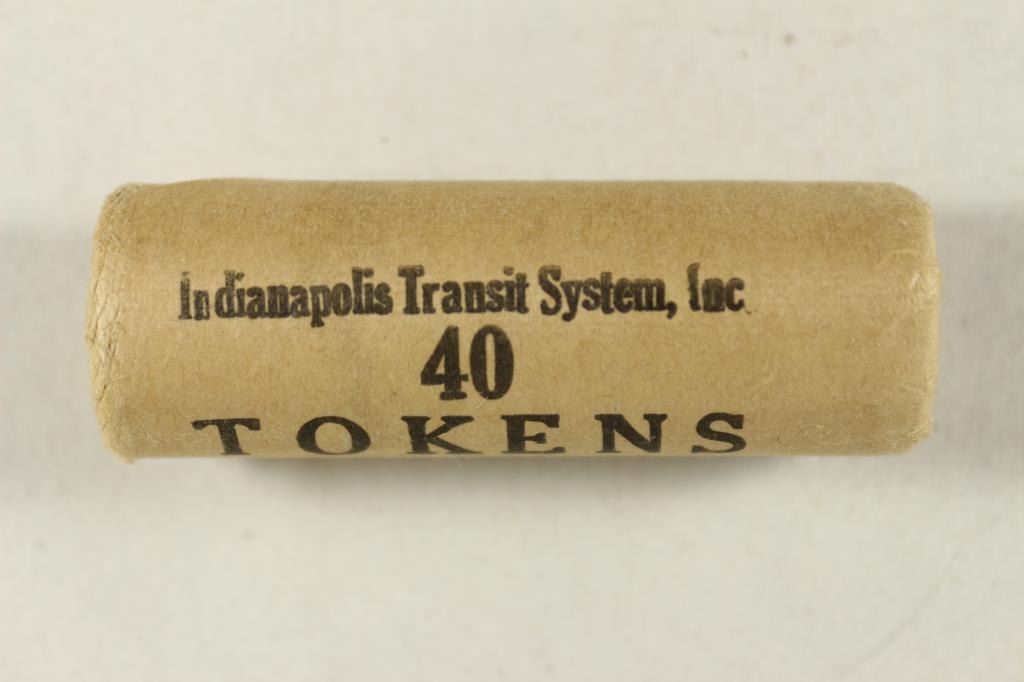 Indianapolis Transit System, Inc
40
TOKENS